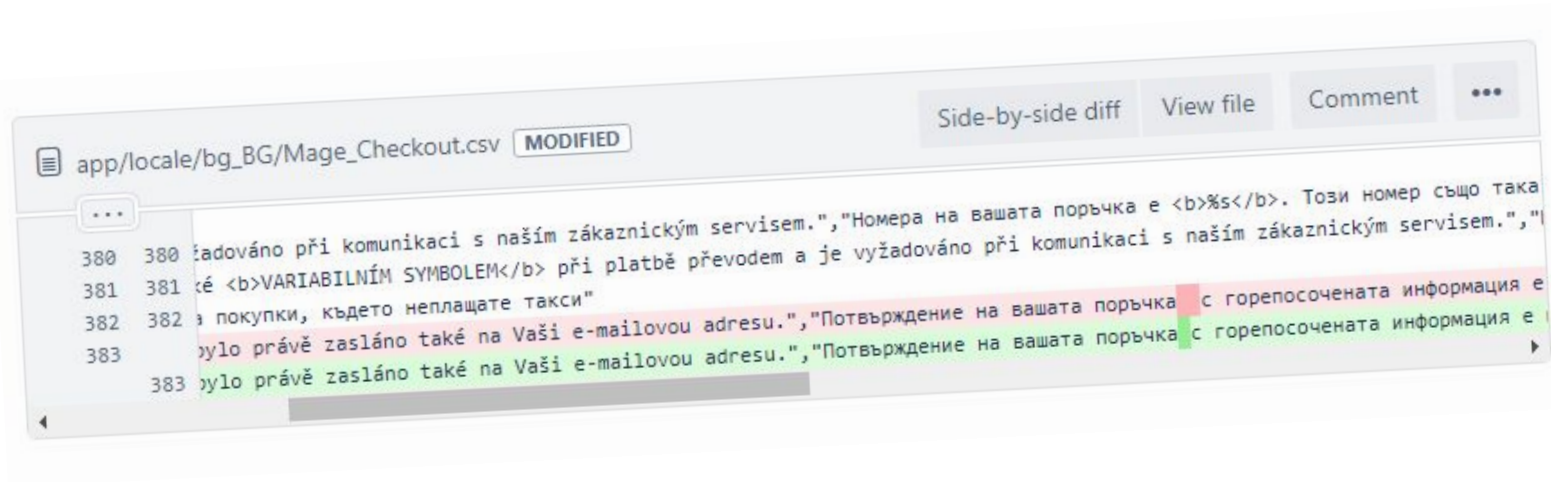 app/locale/bg_BG/Mage_Checkout.csv MODIFIED Side-by-side diff View file Comment •••
...
380 380 žadováno při komunikaci s naším zákaznickým servisem.","Номера на вашата поръчка е <b>%s</b>. Този номер също така
381 381 ké <b>VARIABILNÍM SYMBOLEM</b> při platbě převodem a je vyžadováno při komunikaci s naším zákaznickým servisem.","
382 382 а покупки, където неплащате такси"
383 bylo právě zasláno také na Vaši e-mailovou adresu.","Потвърждение на вашата поръчка  с горепосочената информация е
383 bylo právě zasláno také na Vaši e-mailovou adresu.","Потвърждение на вашата поръчка с горепосочената информация е